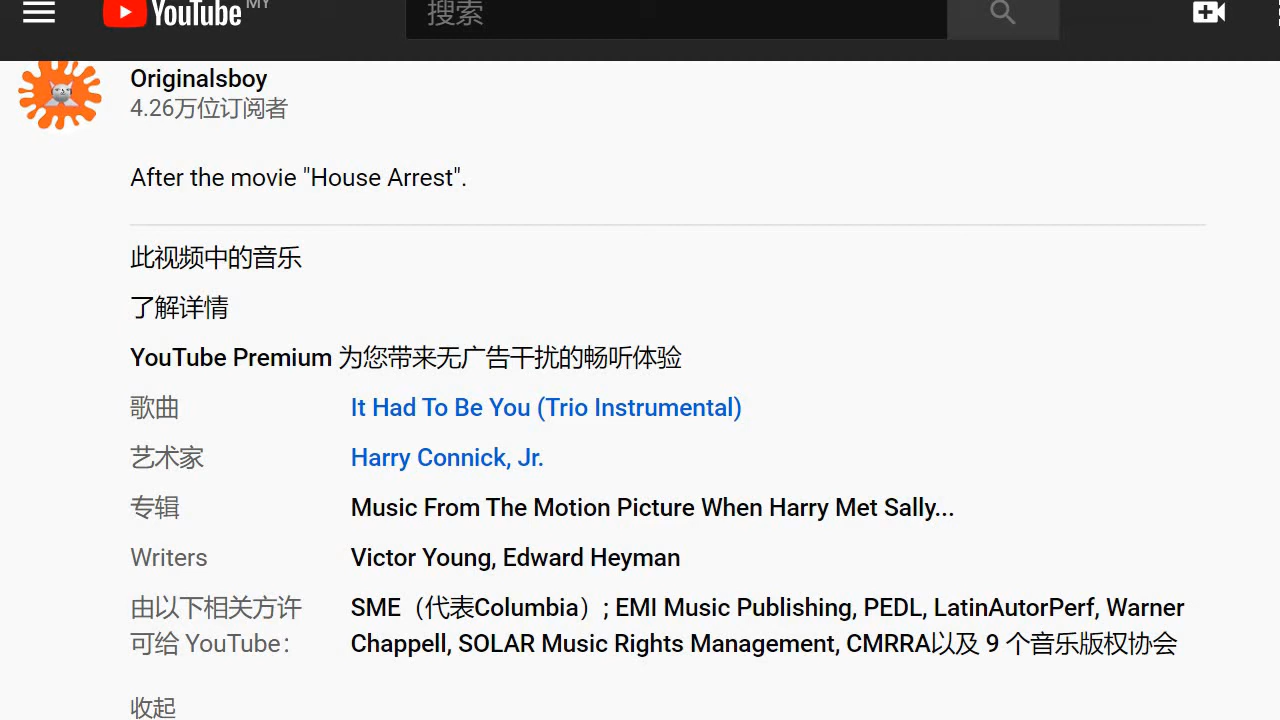 YouTube MY
搜索
Originalsboy
4.26万位订阅者
After the movie "House Arrest".
此视频中的音乐
了解详情
YouTube Premium 为您带来无广告干扰的畅听体验
歌曲 It Had To Be You (Trio Instrumental)
艺术家 Harry Connick, Jr.
专辑 Music From The Motion Picture When Harry Met Sally...
Writers Victor Young, Edward Heyman
由以下相关方许 SME（代表Columbia）; EMI Music Publishing, PEDL, LatinAutorPerf, Warner
可给 YouTube： Chappell, SOLAR Music Rights Management, CMRRA以及 9 个音乐版权协会
收起